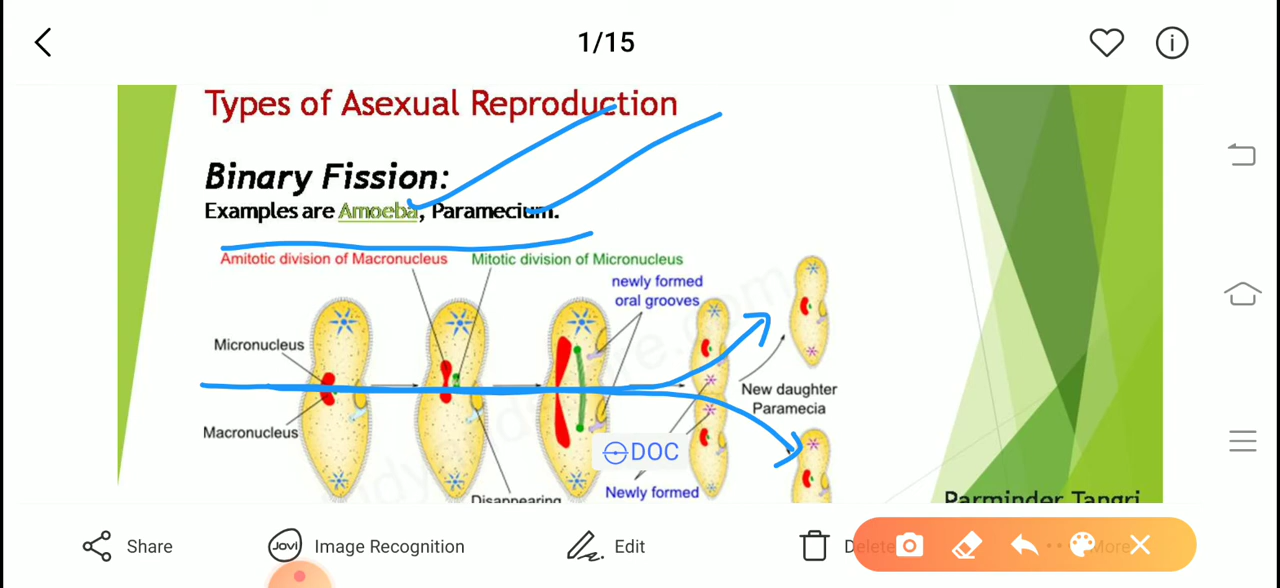 1/15
Types of Asexual Reproduction
Binary Fission:
Examples are Amoeba, Paramecium.
Amitotic division of Macronucleus
Mitotic division of Micronucleus
newly formed
oral grooves
Micronucleus
Macronucleus
New daughter
Paramecia
DOC
Disappearing
Newly formed
Parminder Tangri
Share
Jovi
Image Recognition
Edit
Delete
More